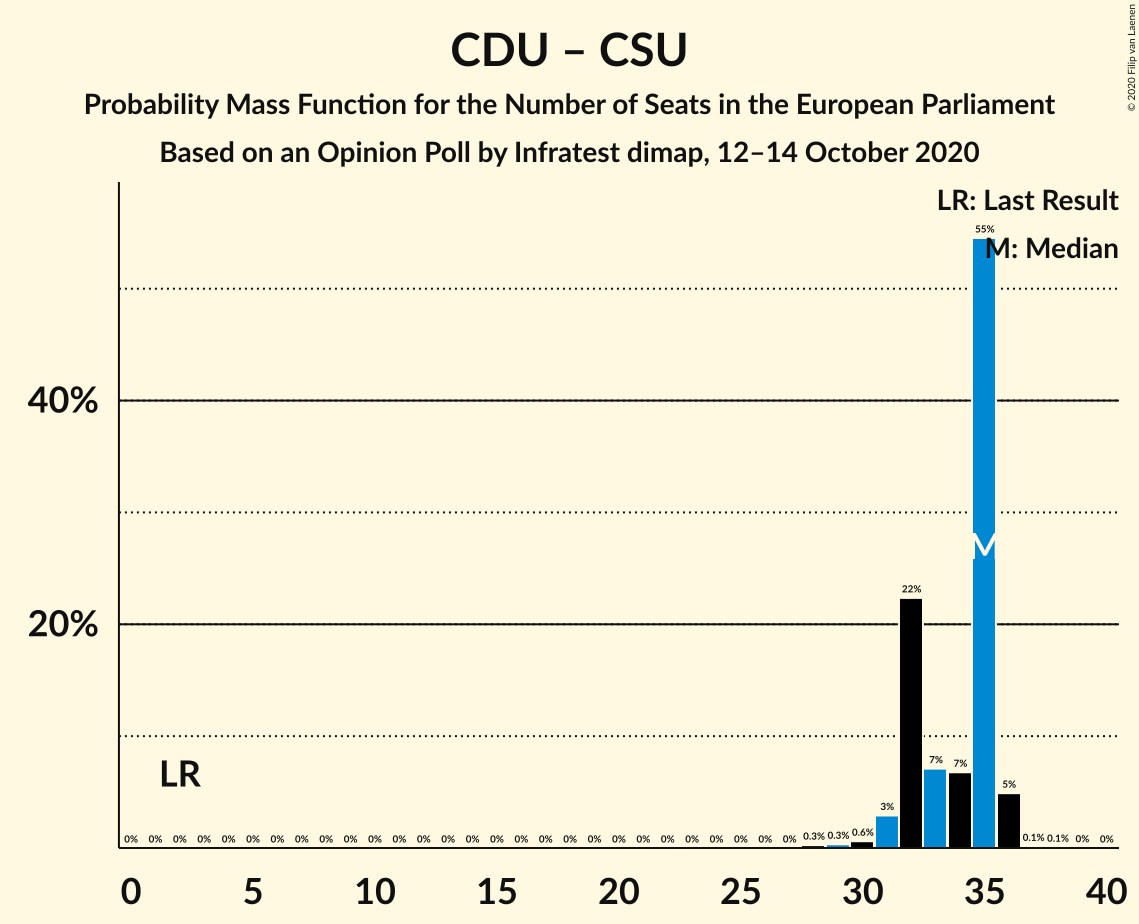 CDU – CSU
Probability Mass Function for the Number of Seats in the European Parliament
Based on an Opinion Poll by Infratest dimap, 12–14 October 2020
© 2020 Filip van Laenen
LR: Last Result
M: Median
55%
40%
M
22%
20%
LR
0% 0% 0% 0% 0% 0% 0% 0% 0% 0% 0% 0% 0% 0% 0% 0% 0% 0% 0% 0% 0% 0% 0% 0% 0% 0% 0% 0% 0.3% 0.3% 0.6% 3% 7% 7% 5% 0.1% 0.1% 0% 0%
0 5 10 15 20 25 30 35 40